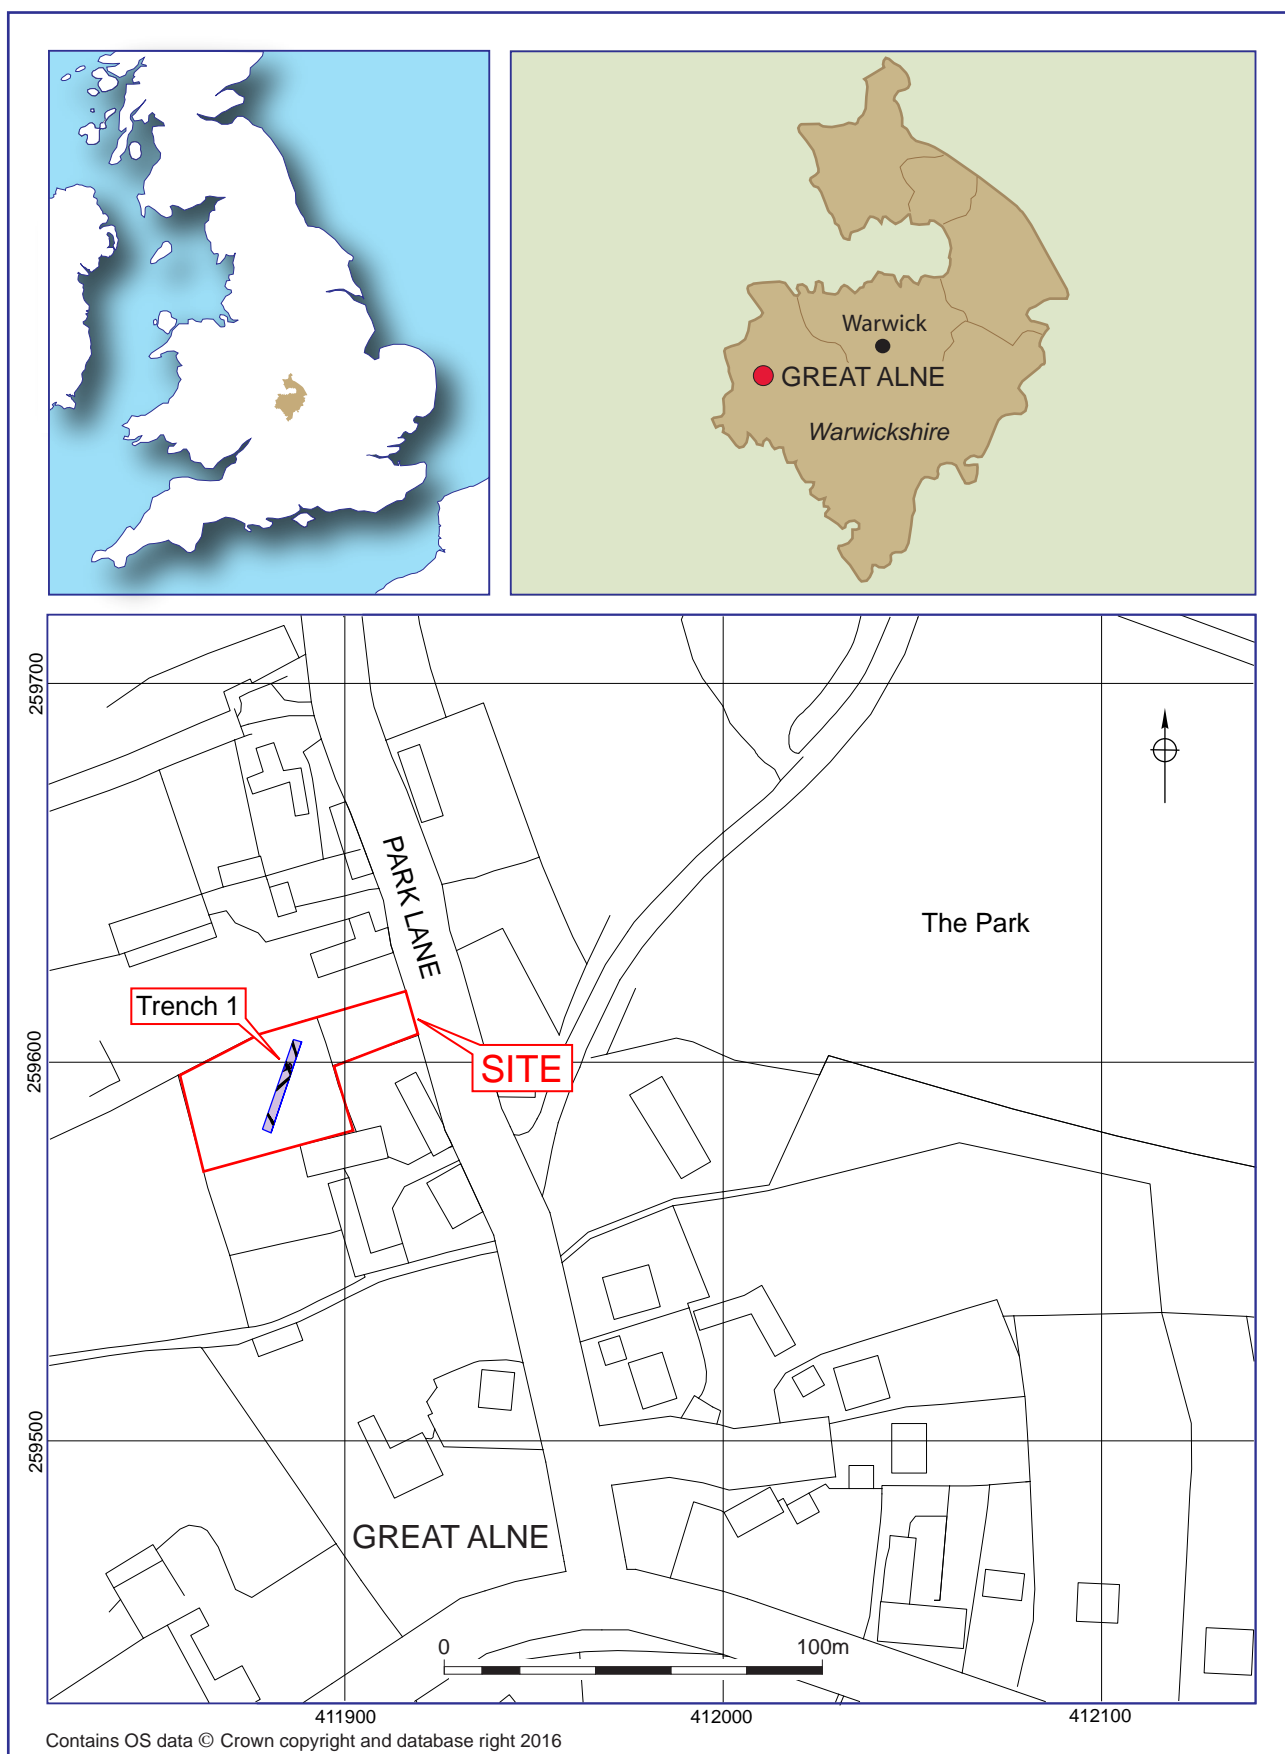 Warwick
GREAT ALNE
Warwickshire
259700
PARK LANE
The Park
Trench 1
SITE
259600
259500
GREAT ALNE
0 100m
411900 412000 412100
Contains OS data © Crown copyright and database right 2016